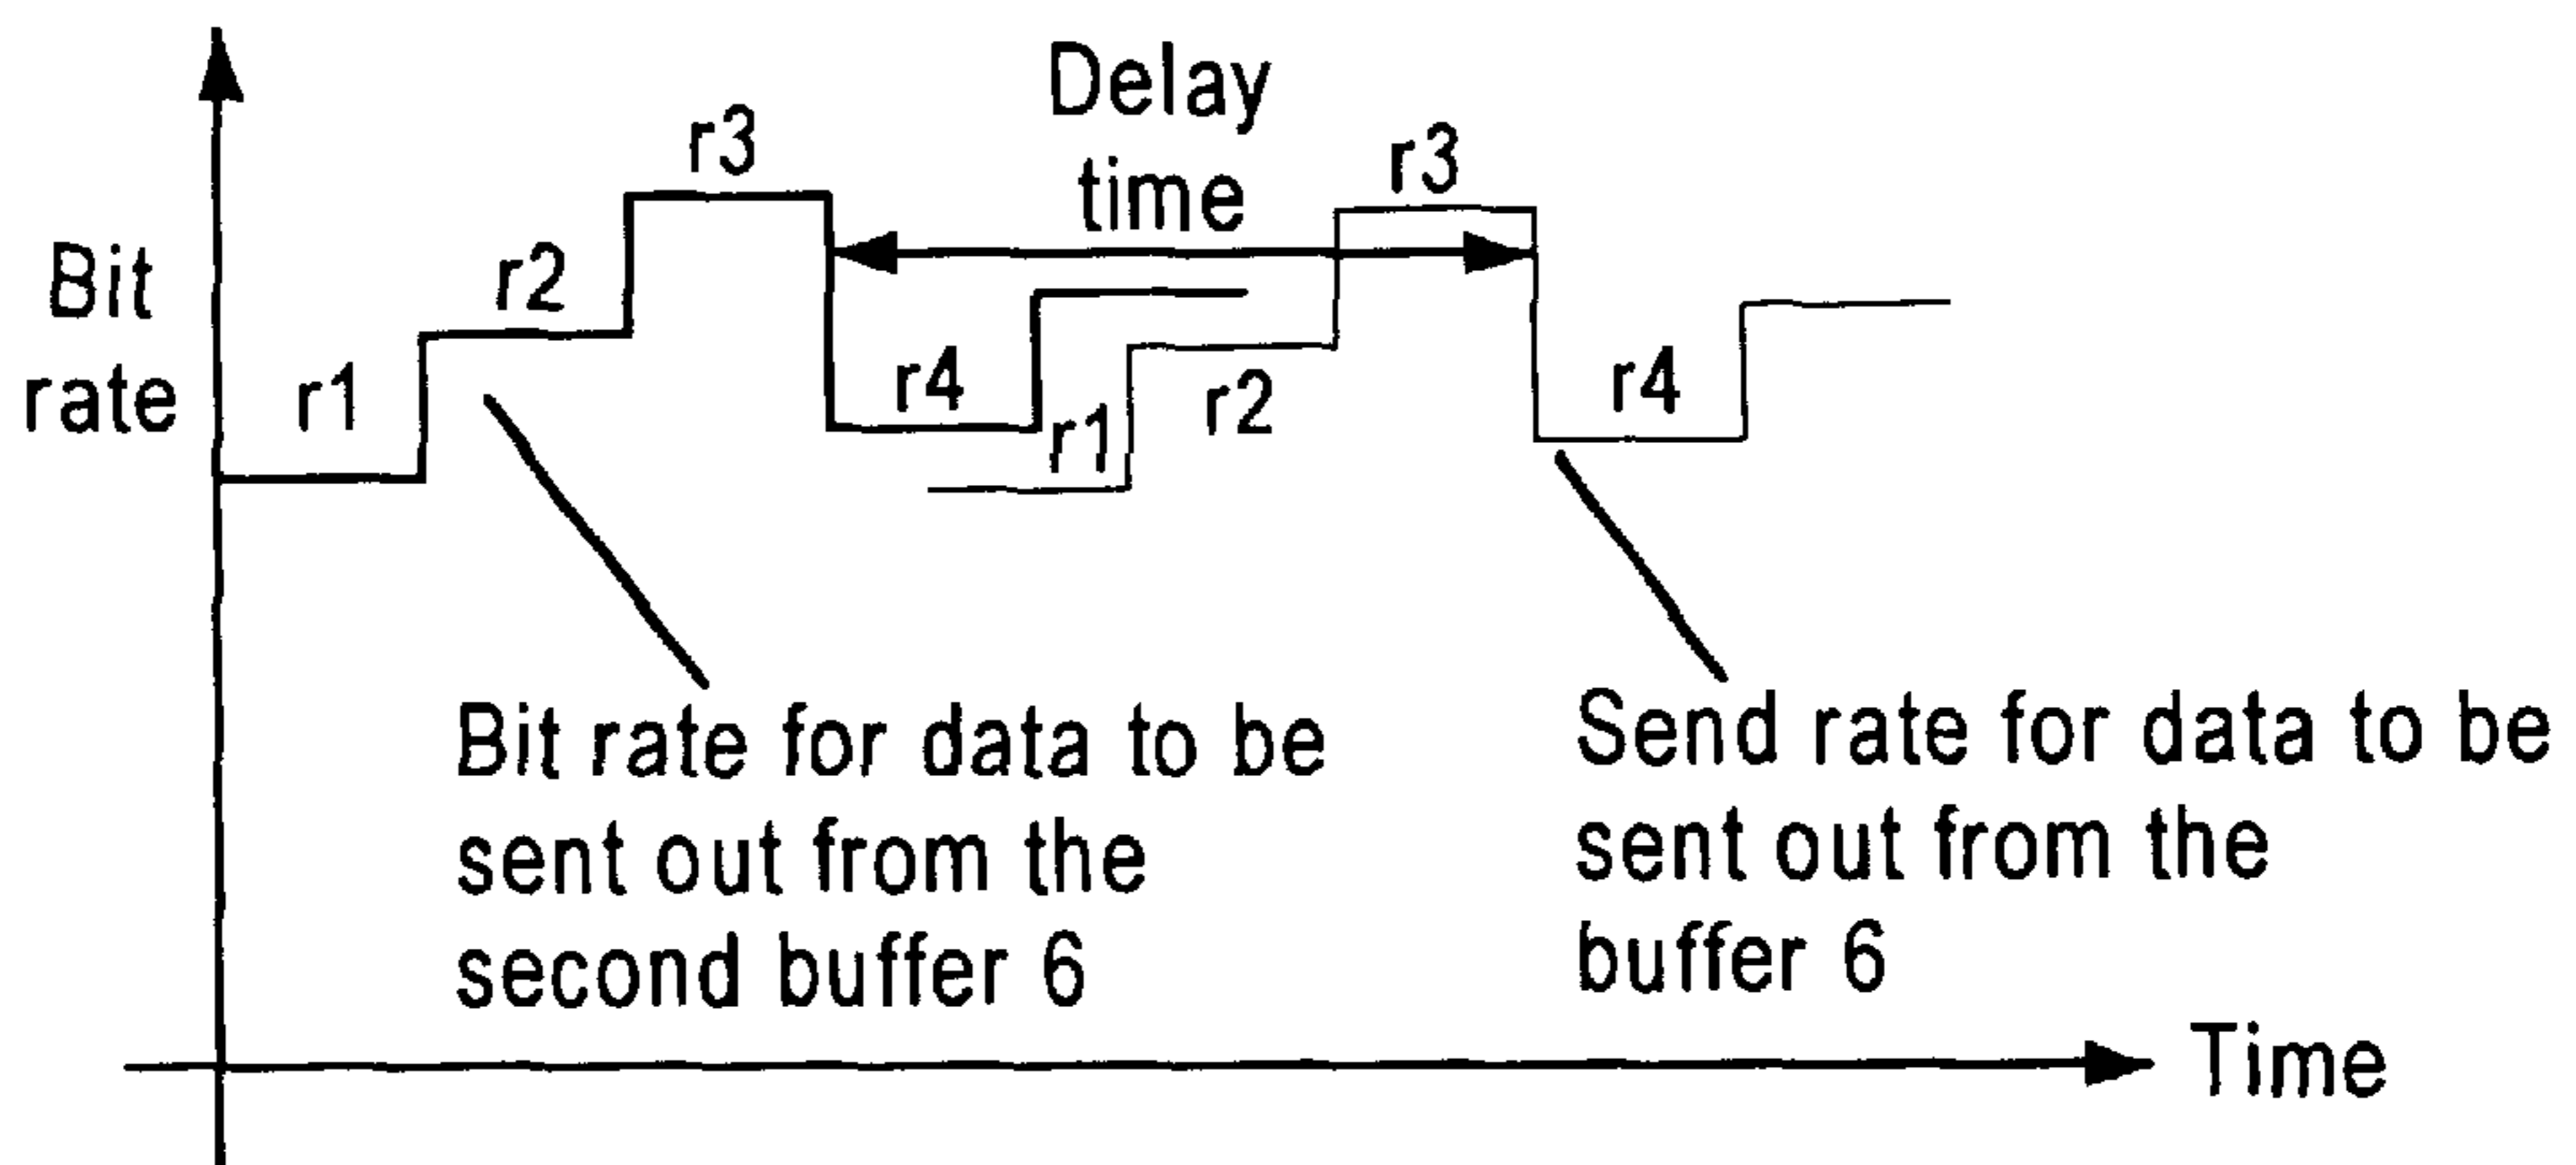 Delay
time
r3
r3
Bit
rate
r2
r1
r4
r1
r2
r4
Bit rate for data to be
sent out from the
second buffer 6
Send rate for data to be
sent out from the
buffer 6
Time